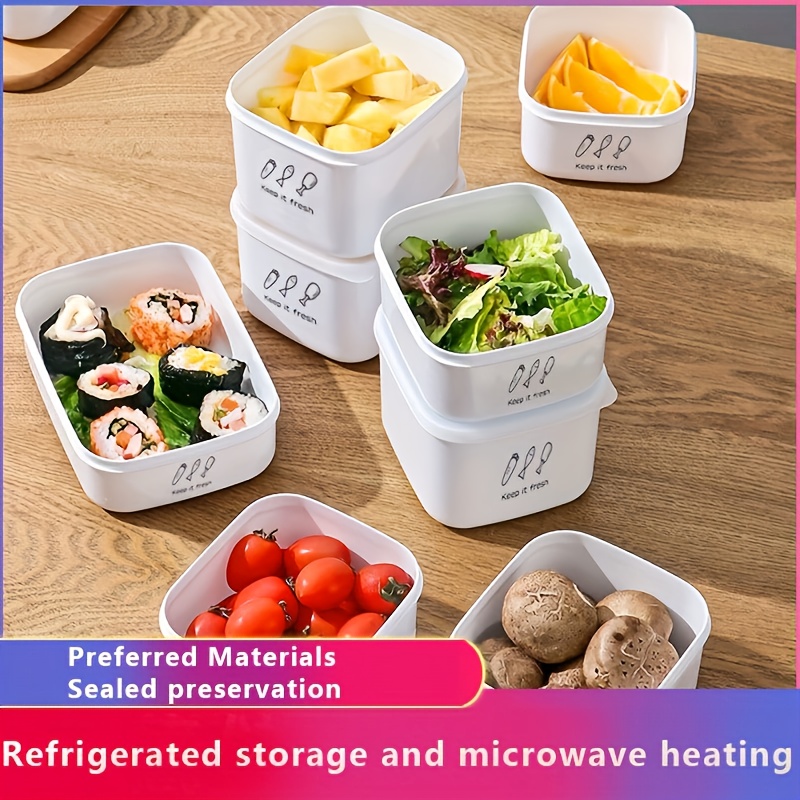 Keep it fresh
Keep it fresh
Keep it fresh
Keep it fresh
Keep it fresh
Keep it fresh
Preferred Materials
Sealed preservation
Refrigerated storage and microwave heating